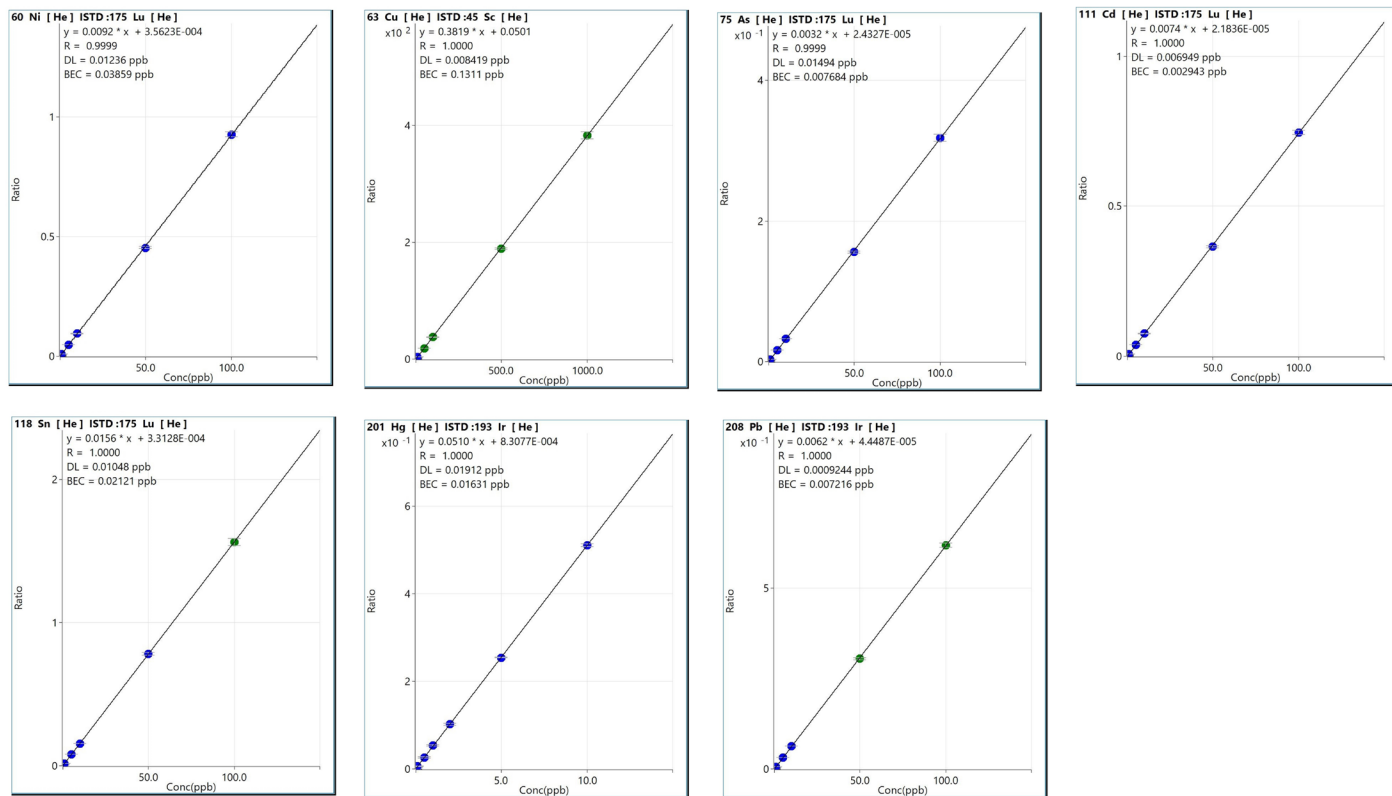 60 Ni [ He ] ISTD :175 Lu [ He ]
y = 0.0092 * x + 3.5623E-004
R = 0.9999
DL = 0.01236 ppb
BEC = 0.03859 ppb
1
0.5
0
Ratio
50.0 100.0
Conc(ppb)
63 Cu [ He ] ISTD :45 Sc [ He ]
x10 2
y = 0.3819 * x + 0.0501
R = 1.0000
DL = 0.008419 ppb
BEC = 0.1311 ppb
4
2
0
Ratio
500.0 1000.0
Conc(ppb)
75 As [ He ] ISTD :175 Lu [ He ]
x10 -1
y = 0.0032 * x + 2.4327E-005
R = 0.9999
DL = 0.01494 ppb
BEC = 0.007684 ppb
4
2
0
Ratio
50.0 100.0
Conc(ppb)
111 Cd [ He ] ISTD :175 Lu [ He ]
y = 0.0074 * x + 2.1836E-005
R = 1.0000
DL = 0.006949 ppb
BEC = 0.002943 ppb
1
0.5
0
Ratio
50.0 100.0
Conc(ppb)
118 Sn [ He ] ISTD :175 Lu [ He ]
y = 0.0156 * x + 3.3128E-004
R = 1.0000
DL = 0.01048 ppb
BEC = 0.02121 ppb
2
1
0
Ratio
50.0 100.0
Conc(ppb)
201 Hg [ He ] ISTD :193 Ir [ He ]
x10 -1
y = 0.0510 * x + 8.3077E-004
R = 1.0000
DL = 0.01912 ppb
BEC = 0.01631 ppb
6
4
2
0
Ratio
5.0 10.0
Conc(ppb)
208 Pb [ He ] ISTD :193 Ir [ He ]
x10 -1
y = 0.0062 * x + 4.4487E-005
R = 1.0000
DL = 0.0009244 ppb
BEC = 0.007216 ppb
5
0
Ratio
50.0 100.0
Conc(ppb)